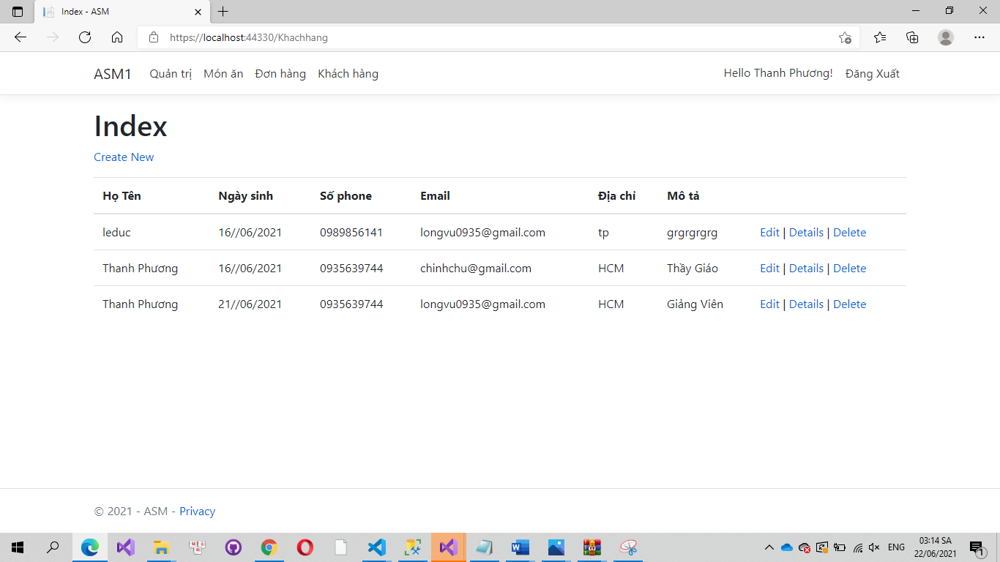 Index - ASM
https://localhost:44330/Khachhang
ASM1 Quản trị Món ăn Đơn hàng Khách hàng Hello Thanh Phương! Đăng Xuất
Index
Create New
Họ Tên Ngày sinh Số phone Email Địa chỉ Mô tả
leduc 16//06/2021 0989856141 longvu0935@gmail.com tp grgrgrgrg Edit | Details | Delete
Thanh Phương 16//06/2021 0935639744 chinhchu@gmail.com HCM Thầy Giáo Edit | Details | Delete
Thanh Phương 21//06/2021 0935639744 longvu0935@gmail.com HCM Giảng Viên Edit | Details | Delete
© 2021 - ASM - Privacy
ENG 03:14 SA
22/06/2021
1